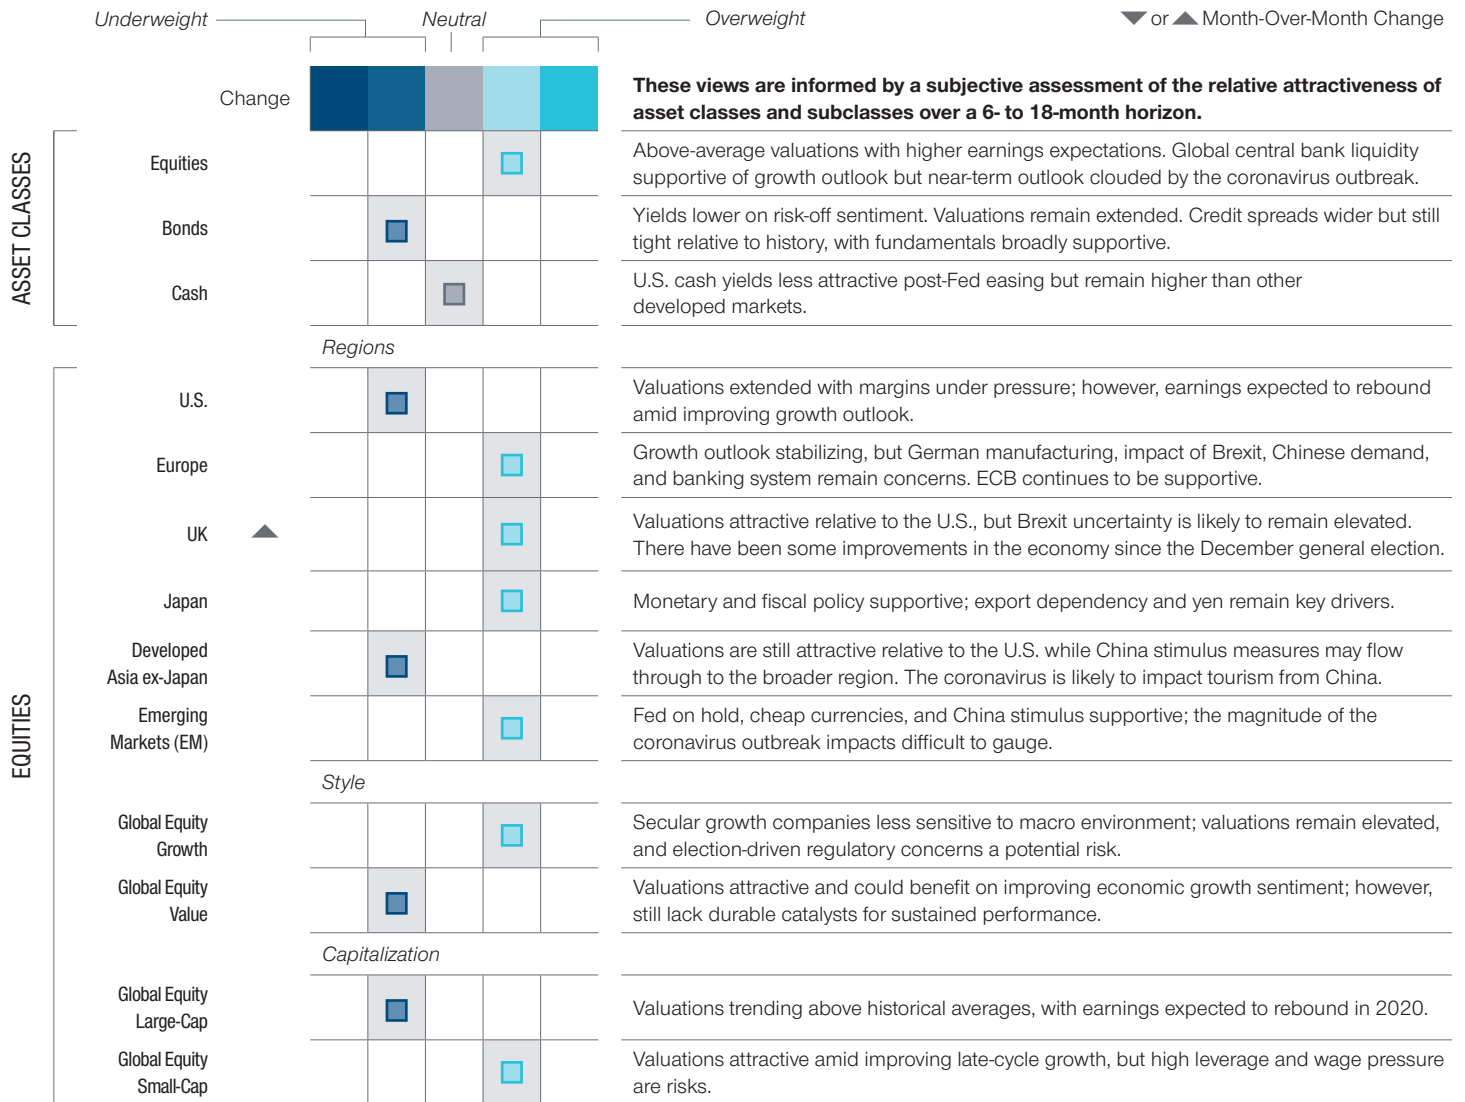 Underweight
Neutral
Overweight
▼ or ▲ Month-Over-Month Change
Change
These views are informed by a subjective assessment of the relative attractiveness of
asset classes and subclasses over a 6- to 18-month horizon.
ASSET CLASSES
Equities
Above-average valuations with higher earnings expectations. Global central bank liquidity
supportive of growth outlook but near-term outlook clouded by the coronavirus outbreak.
Bonds
Yields lower on risk-off sentiment. Valuations remain extended. Credit spreads wider but still
tight relative to history, with fundamentals broadly supportive.
Cash
U.S. cash yields less attractive post-Fed easing but remain higher than other
developed markets.
EQUITIES
Regions
U.S.
Valuations extended with margins under pressure; however, earnings expected to rebound
amid improving growth outlook.
Europe
Growth outlook stabilizing, but German manufacturing, impact of Brexit, Chinese demand,
and banking system remain concerns. ECB continues to be supportive.
UK
▲
Valuations attractive relative to the U.S., but Brexit uncertainty is likely to remain elevated.
There have been some improvements in the economy since the December general election.
Japan
Monetary and fiscal policy supportive; export dependency and yen remain key drivers.
Developed
Asia ex-Japan
Valuations are still attractive relative to the U.S. while China stimulus measures may flow
through to the broader region. The coronavirus is likely to impact tourism from China.
Emerging
Markets (EM)
Fed on hold, cheap currencies, and China stimulus supportive; the magnitude of the
coronavirus outbreak impacts difficult to gauge.
Style
Global Equity
Growth
Secular growth companies less sensitive to macro environment; valuations remain elevated,
and election-driven regulatory concerns a potential risk.
Global Equity
Value
Valuations attractive and could benefit on improving economic growth sentiment; however,
still lack durable catalysts for sustained performance.
Capitalization
Global Equity
Large-Cap
Valuations trending above historical averages, with earnings expected to rebound in 2020.
Global Equity
Small-Cap
Valuations attractive amid improving late-cycle growth, but high leverage and wage pressure
are risks.